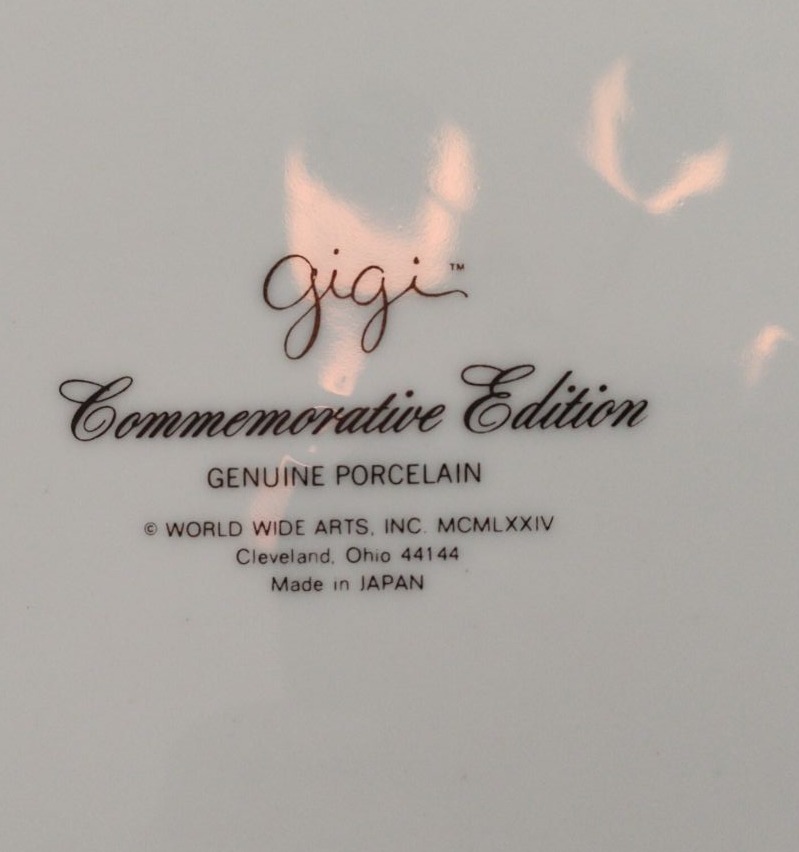 gigi™
Commemorative Edition
GENUINE PORCELAIN
© WORLD WIDE ARTS, INC. MCMLXXIV
Cleveland, Ohio 44144
Made in JAPAN